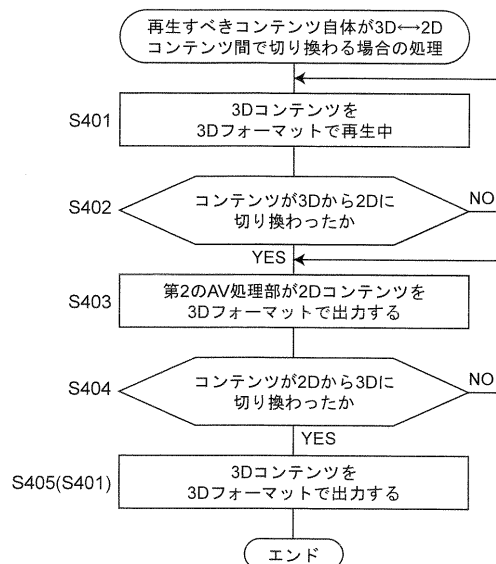 再生すべきコンテンツ自体が3D⟷2D
コンテンツ間で切り換わる場合の処理
S401
3Dコンテンツを
3Dフォーマットで再生中
S402
コンテンツが3Dから2Dに
切り換わったか
NO
YES
S403
第2のAV処理部が2Dコンテンツを
3Dフォーマットで出力する
S404
コンテンツが2Dから3Dに
切り換わったか
NO
YES
S405(S401)
3Dコンテンツを
3Dフォーマットで出力する
エンド